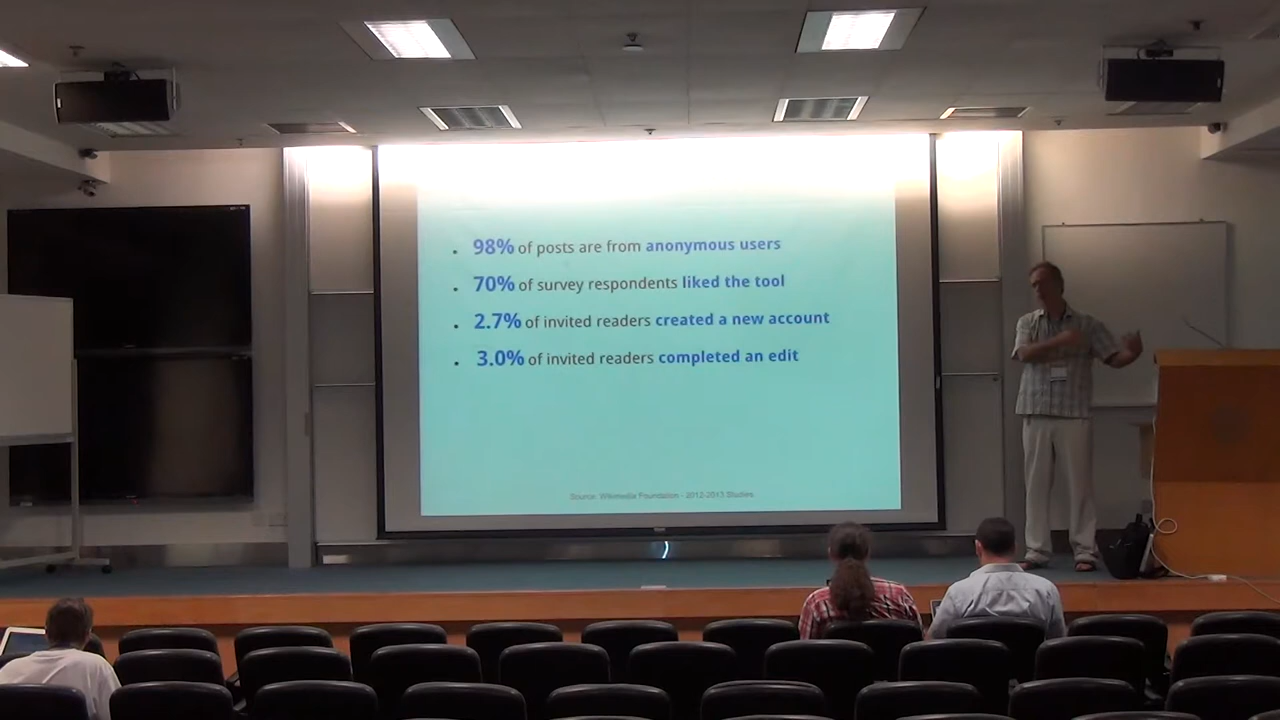 . 98% of posts are from anonymous users
. 70% of survey respondents liked the tool
. 2.7% of invited readers created a new account
. 3.0% of invited readers completed an edit
Source: Wikimedia Foundation - 2012-2013 Studies